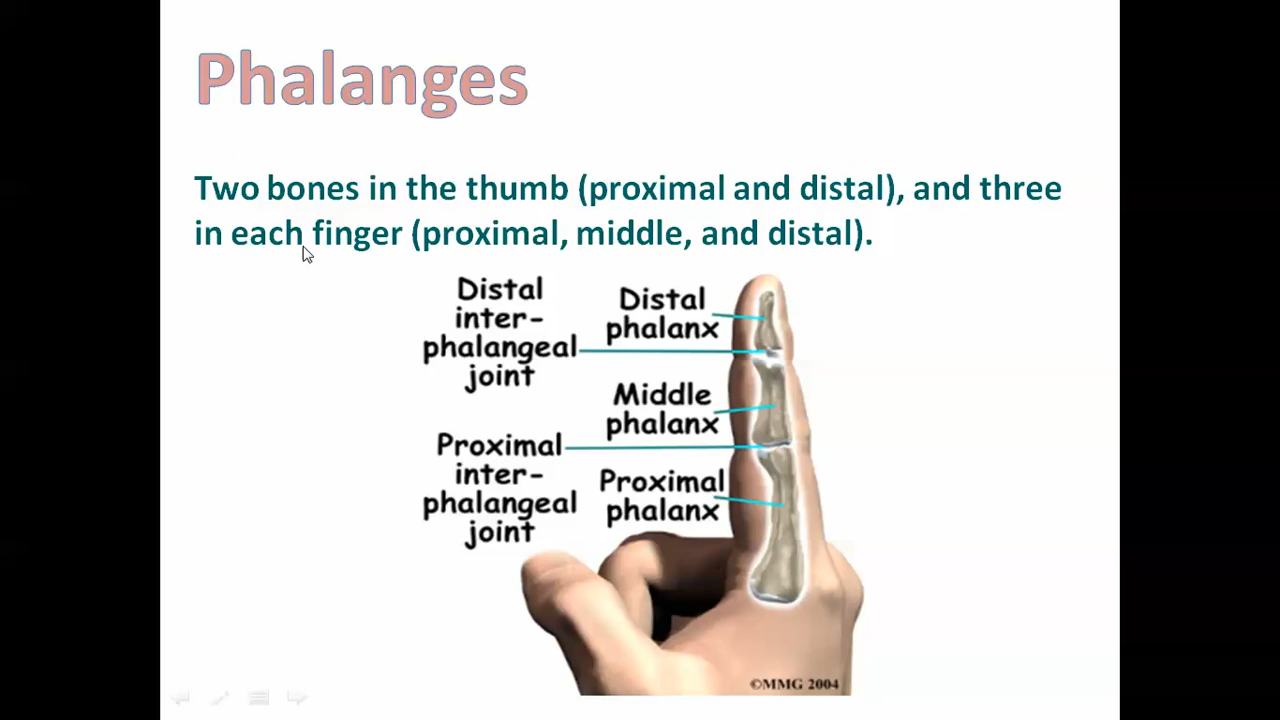 Phalanges
Two bones in the thumb (proximal and distal), and three
in each finger (proximal, middle, and distal).
Distal
inter-
phalangeal
joint
Distal
phalanx
Middle
phalanx
Proximal
inter-
phalangeal
joint
Proximal
phalanx
©MMG 2004